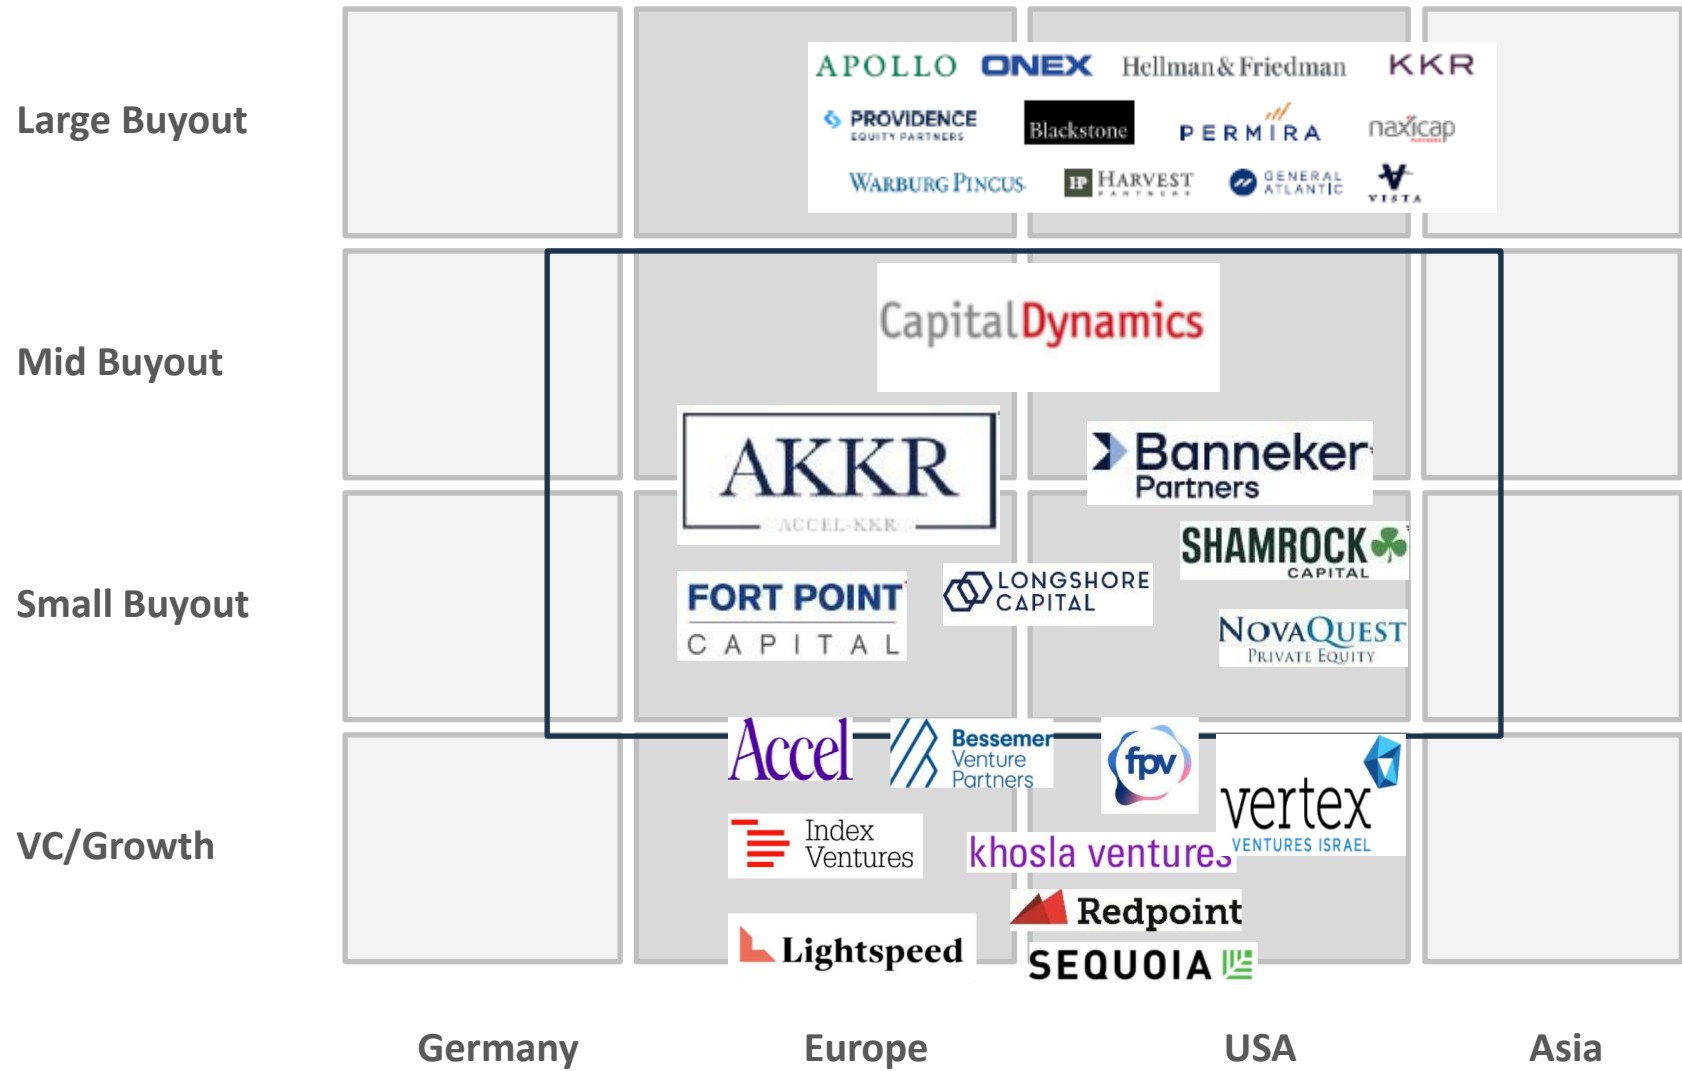 Large Buyout
APOLLO ONEX Hellman & Friedman KKR
PROVIDENCE
EQUITY PARTNERS
Blackstone
PERMIRA
naxicap
PARTNERS
WARBURG PINCUS
HP HARVEST
PARTNERS
GENERAL
ATLANTIC
VISTA
Mid Buyout
CapitalDynamics
AKKR
ACCEL-KKR
Banneker
Partners
Small Buyout
SHAMROCK
CAPITAL
FORT POINT
CAPITAL
LONGSHORE
CAPITAL
NOVAQUEST
PRIVATE EQUITY
VC/Growth
Accel
Bessemer
Venture
Partners
fpv
vertex
VENTURES ISRAEL
Index
Ventures
khosla ventures
Redpoint
Lightspeed
SEQUOIA
Germany Europe USA Asia